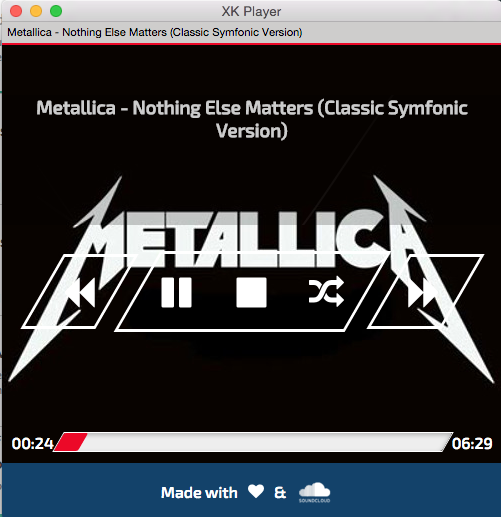 XK Player
Metallica - Nothing Else Matters (Classic Symfonic Version)
Metallica - Nothing Else Matters (Classic Symfonic
Version)
METALLICA
00:24
06:29
Made with &
SOUNDCLOUD